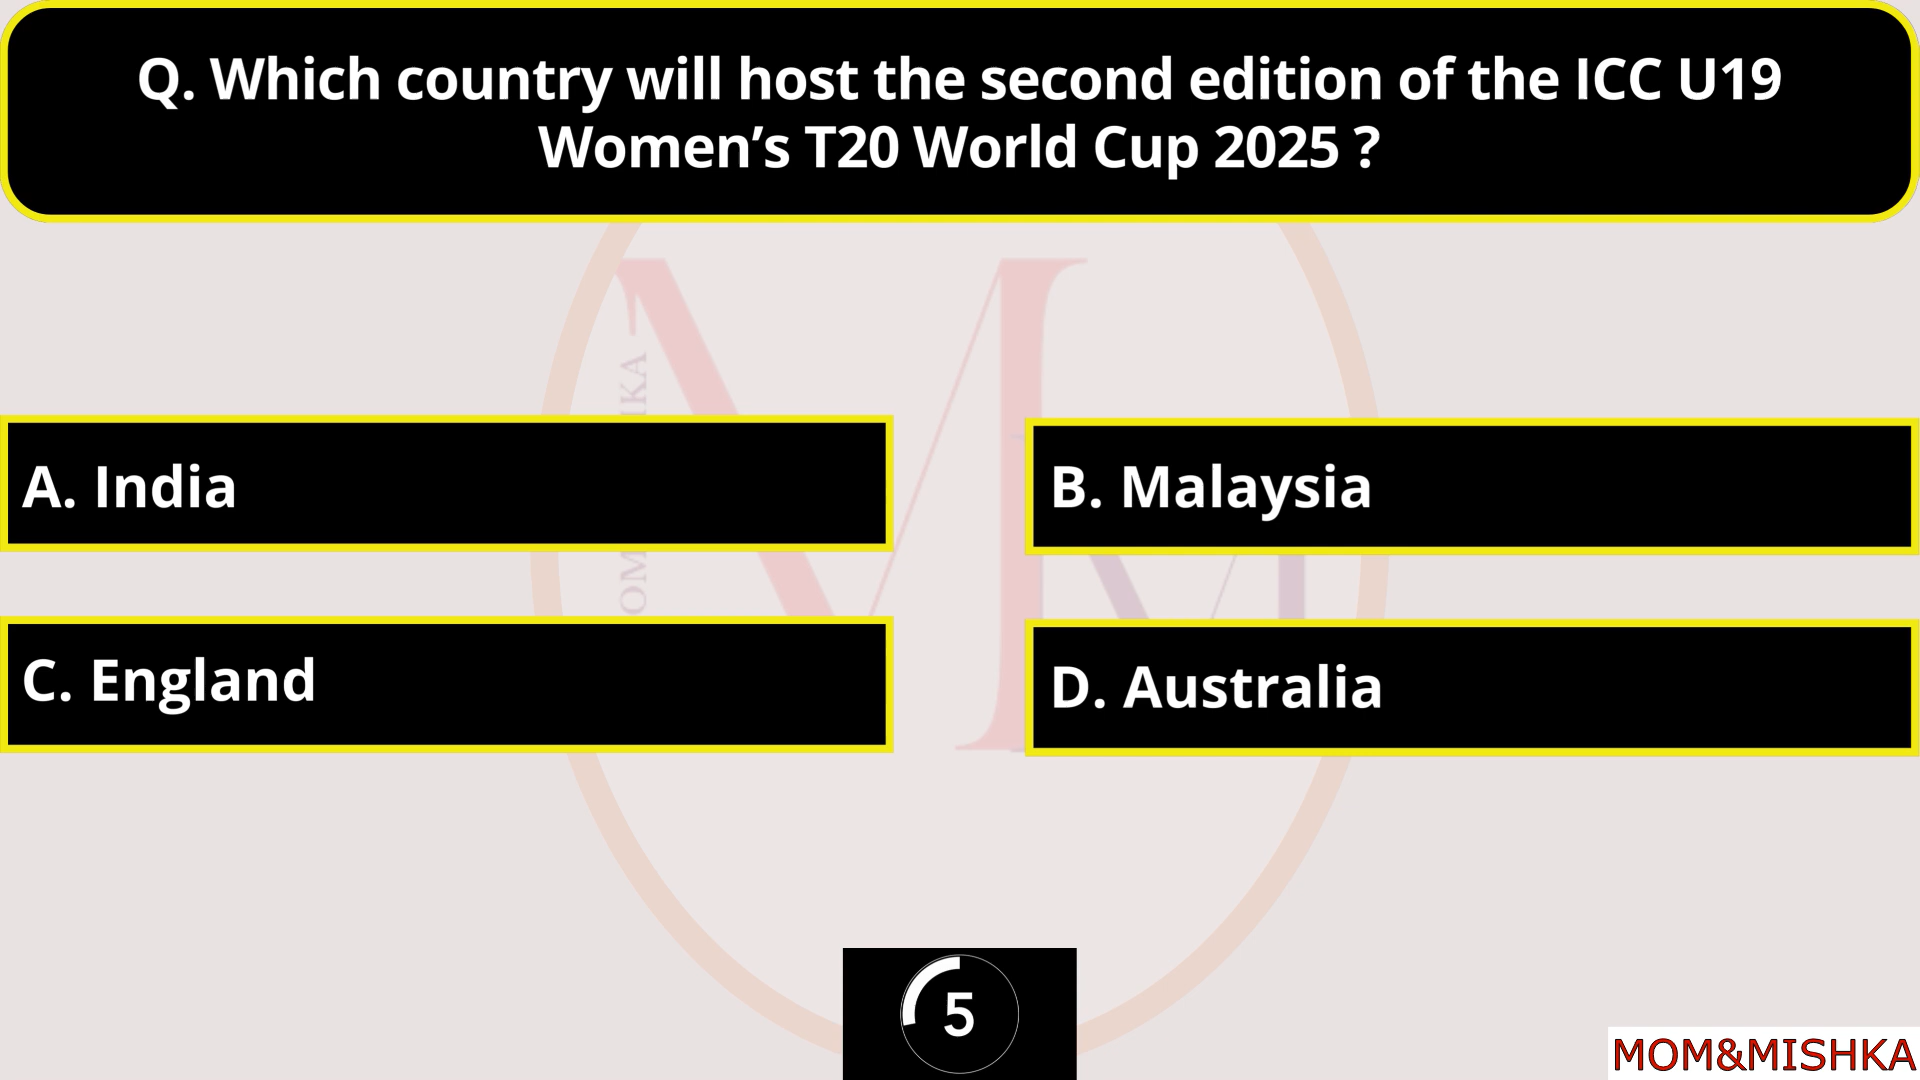 Q. Which country will host the second edition of the ICC U19
Women’s T20 World Cup 2025 ?
A. India
B. Malaysia
C. England
D. Australia
5
MOM&MISHKA